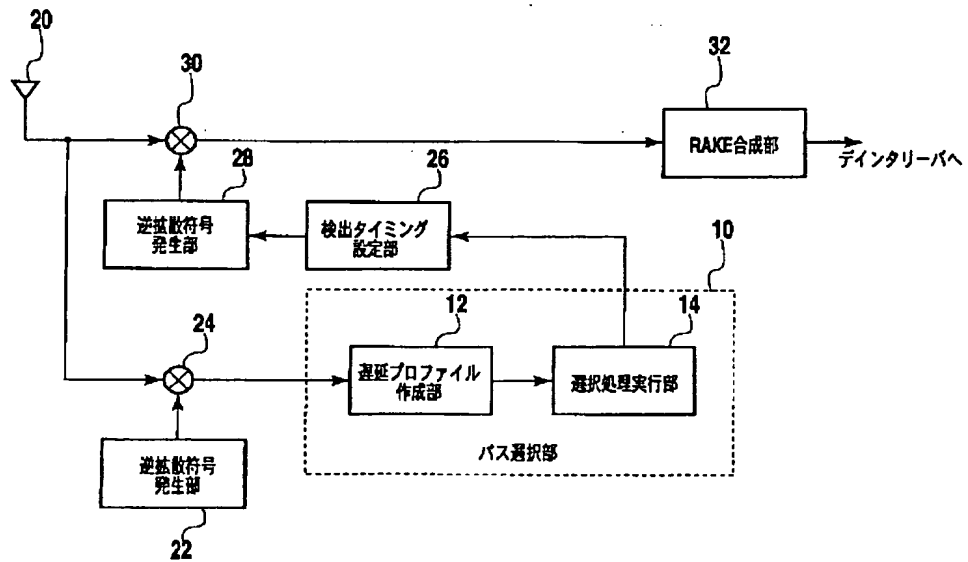 20
30
32
RAKE合成部
デインタリーバへ
28
26
逆拡散符号
発生部
検出タイミング
設定部
10
12
14
24
遅延プロファイル
作成部
選択処理実行部
パス選択部
逆拡散符号
発生部
22